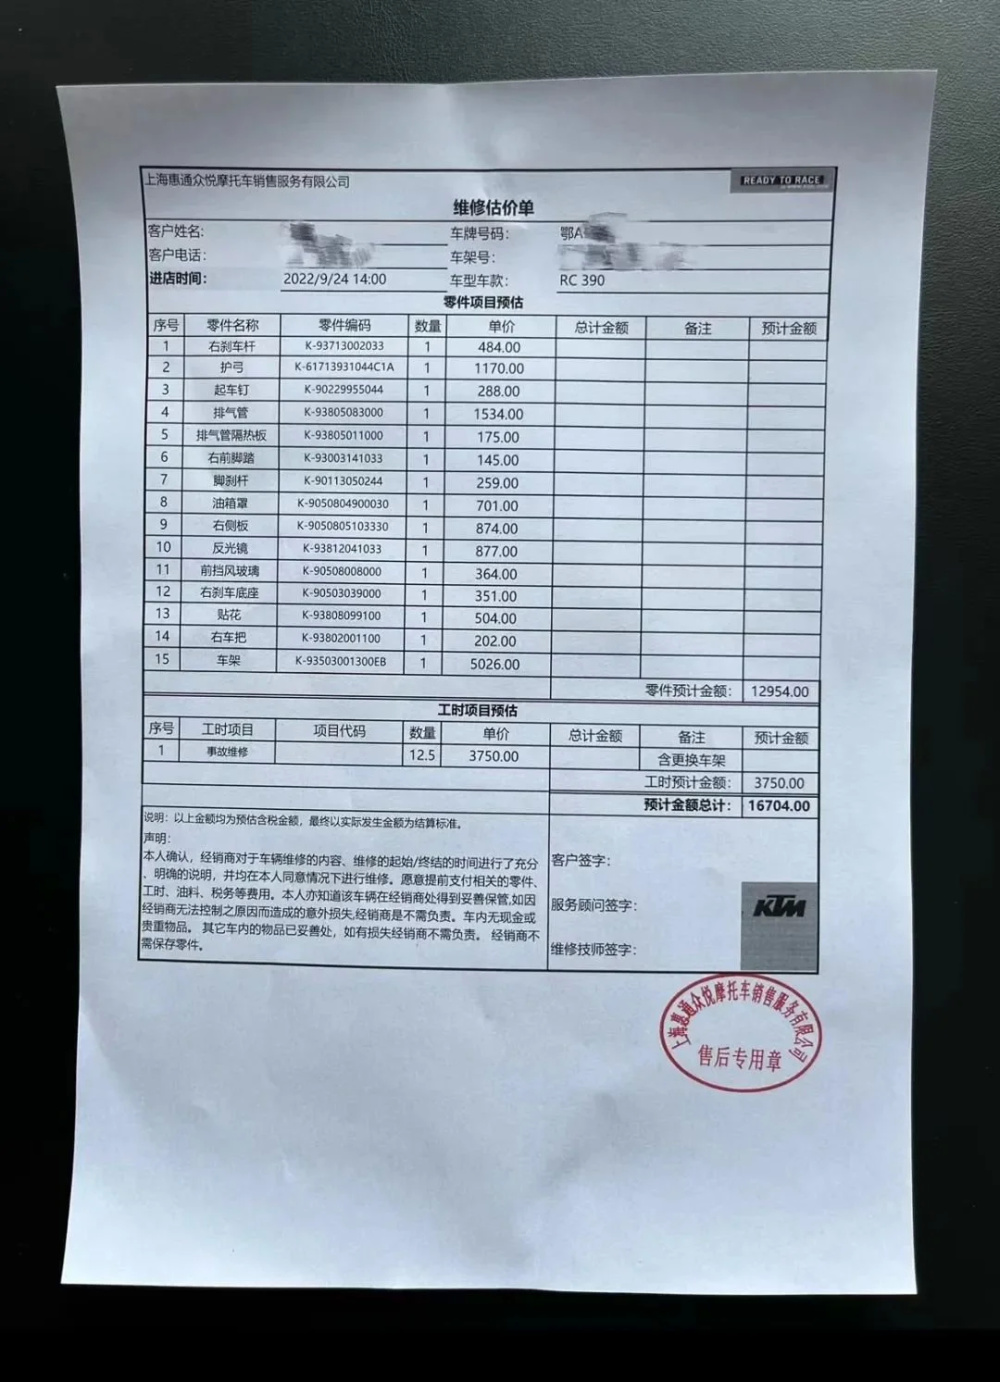 上海惠通众悦摩托车销售服务有限公司
READY TO RACE
维修估价单
客户姓名:
车牌号码: 鄂A
客户电话:
车架号:
进店时间: 2022/9/24 14:00 车型车款: RC 390
零件项目预估
序号 零件名称 零件编码 数量 单价 总计金额 备注 预计金额
1 右刹车杆 K-93713002033 1 484.00
2 护弓 K-61713931044C1A 1 1170.00
3 起车钉 K-90229955044 1 288.00
4 排气管 K-93805083000 1 1534.00
5 排气管隔热板 K-93805011000 1 175.00
6 右前脚踏 K-93003141033 1 145.00
7 脚刹杆 K-90113050244 1 259.00
8 油箱罩 K-9050804900030 1 701.00
9 右侧板 K-9050805103330 1 874.00
10 反光镜 K-93812041033 1 877.00
11 前挡风玻璃 K-90508008000 1 364.00
12 右刹车底座 K-90503039000 1 351.00
13 贴花 K-93808099100 1 504.00
14 右车把 K-93802001100 1 202.00
15 车架 K-93503001300EB 1 5026.00
零件预计金额: 12954.00
工时项目预估
序号 工时项目 项目代码 数量 单价 总计金额 备注 预计金额
1 事故维修 12.5 3750.00 含更换车架
工时预计金额: 3750.00
预计金额总计: 16704.00
说明: 以上金额均为预估含税金额，最终以实际发生金额为结算标准。
声明:
本人确认，经销商对于车辆维修的内容、维修的起始/终结的时间进行了充分
、明确的说明，并均在本人同意情况下进行维修。愿意提前支付相关的零件、
工时、油料、税务等费用。本人亦知道该车辆在经销商处得到妥善保管,如因
经销商无法控制之原因而造成的意外损失,经销商是不需负责。车内无现金或
贵重物品。 其它车内的物品已妥善处，如有损失经销商不需负责。 经销商不
需保存零件。
客户签字:
服务顾问签字:
KTM
维修技师签字:
上海惠通众悦摩托车销售服务有限公司
售后专用章